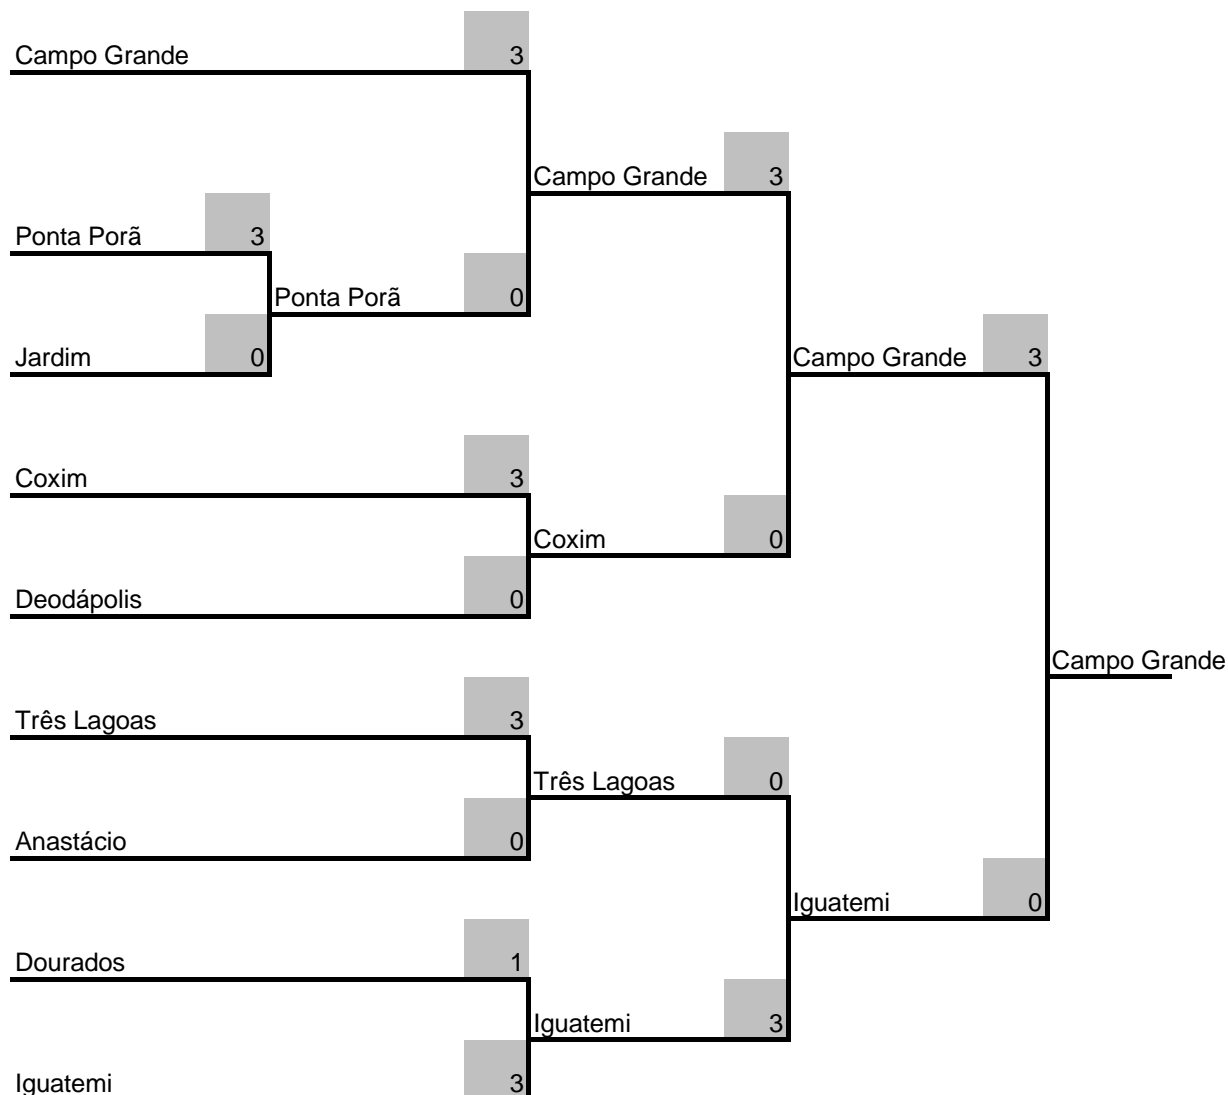 Campo Grande 3
Campo Grande 3
Ponta Porã 3
Ponta Porã 0
Jardim 0
Campo Grande 3
Coxim 3
Coxim 0
Deodápolis 0
Campo Grande
Três Lagoas 3
Três Lagoas 0
Anastácio 0
Iguatemi 0
Dourados 1
Iguatemi 3
Iguatemi 3